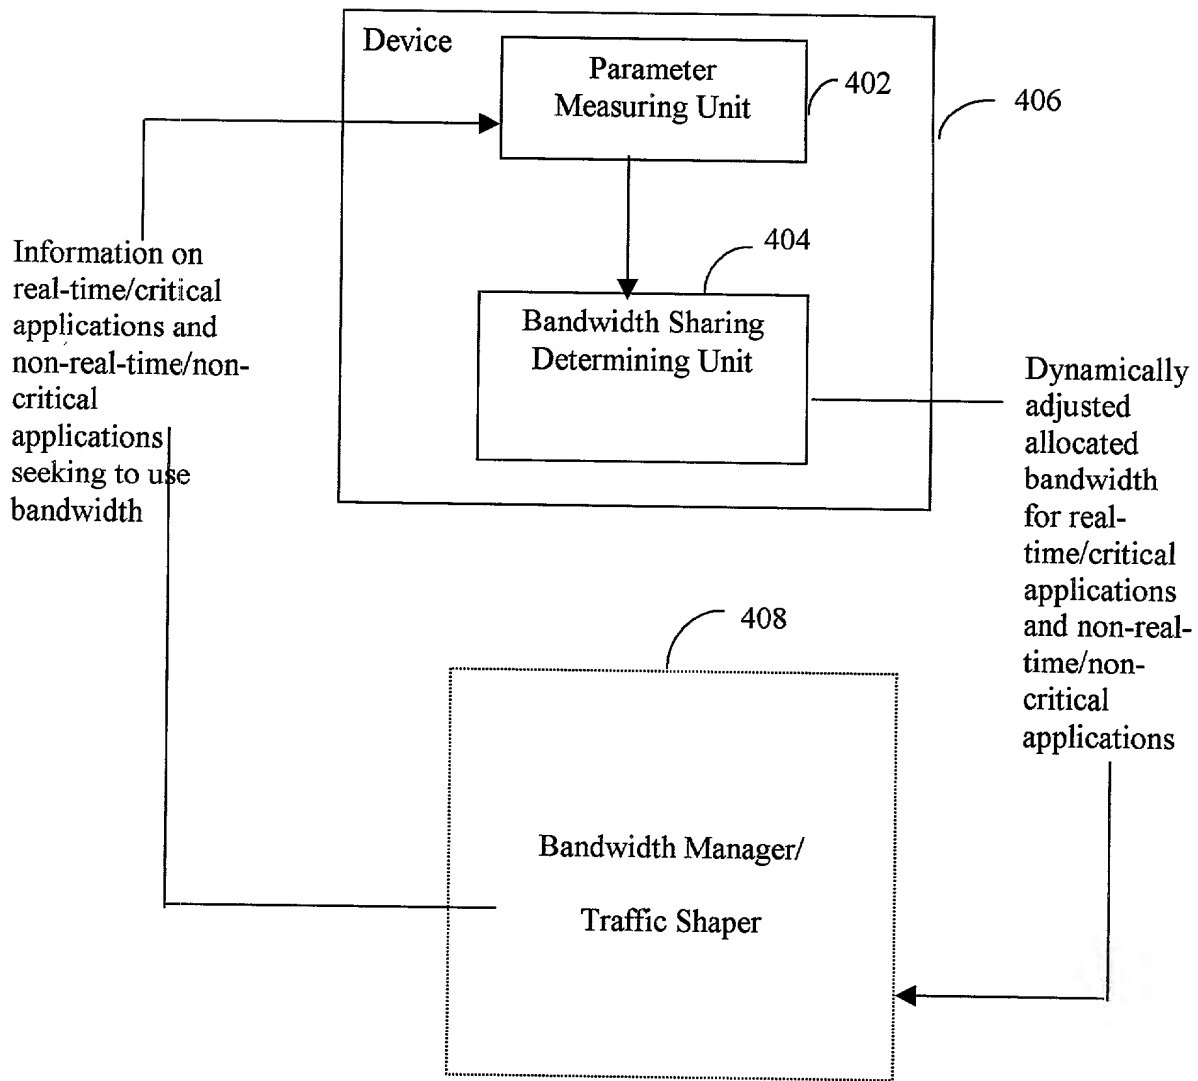 Device
Parameter
Measuring Unit
402
406
Information on
real-time/critical
applications and
non-real-time/non-
critical
applications
seeking to use
bandwidth
404
Bandwidth Sharing
Determining Unit
Dynamically
adjusted
allocated
bandwidth
for real-
time/critical
applications
and non-real-
time/non-
critical
applications
408
Bandwidth Manager/
Traffic Shaper